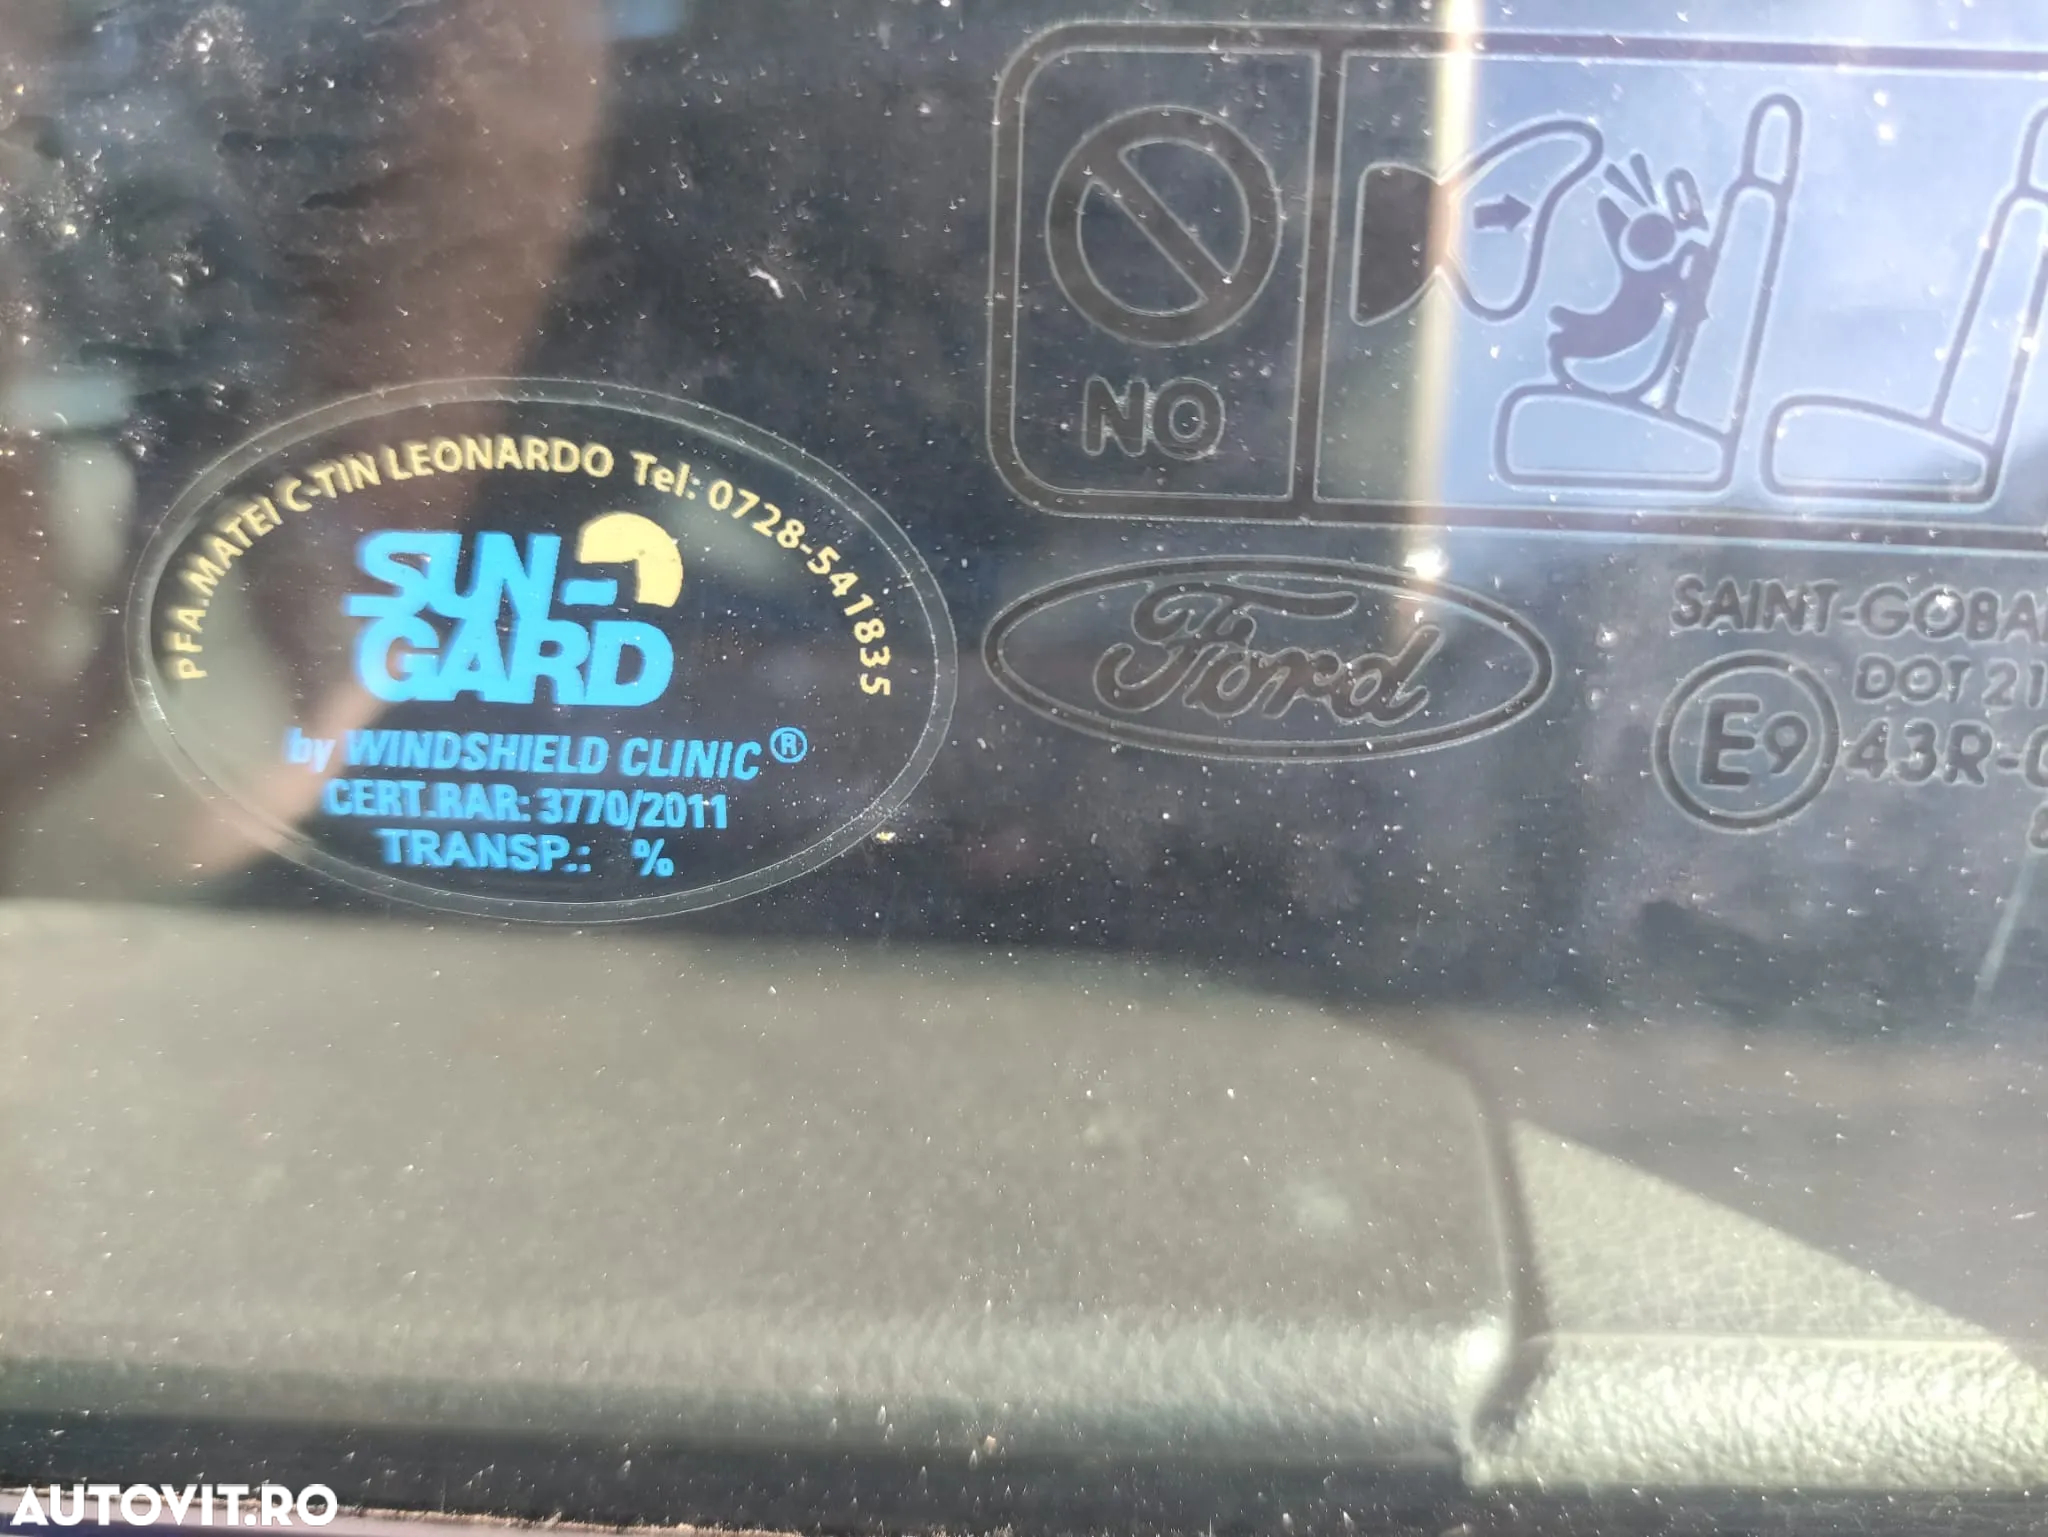 PFA.MATEI C-TIN LEONARDO Tel: 0728-541835
SUN-
GARD
by WINDSHIELD CLINIC ®
CERT.RAR: 3770/2011
TRANSP.: %
NO
Ford
SAINT-GOBA
DOT 21
E9 43R-
AUTOVIT.RO